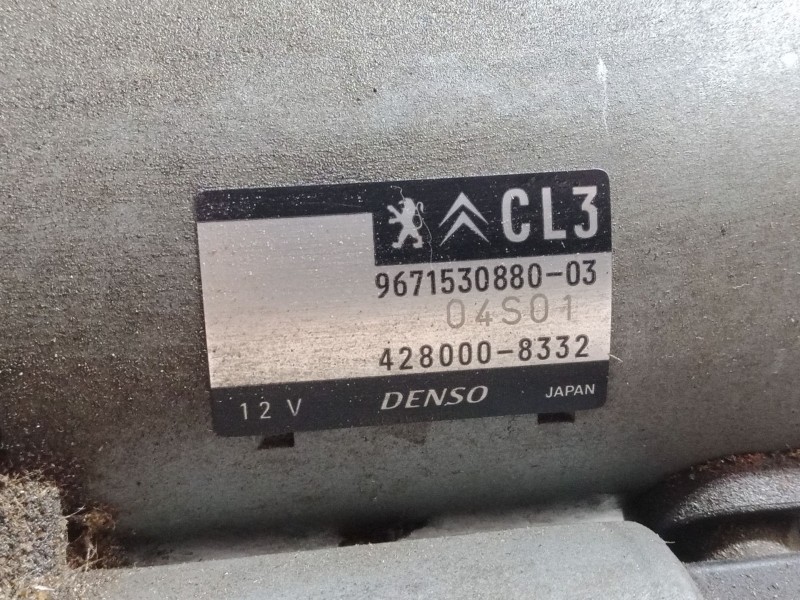 CL3
9671530880-03
04S01
428000-8332
12 V DENSO JAPAN